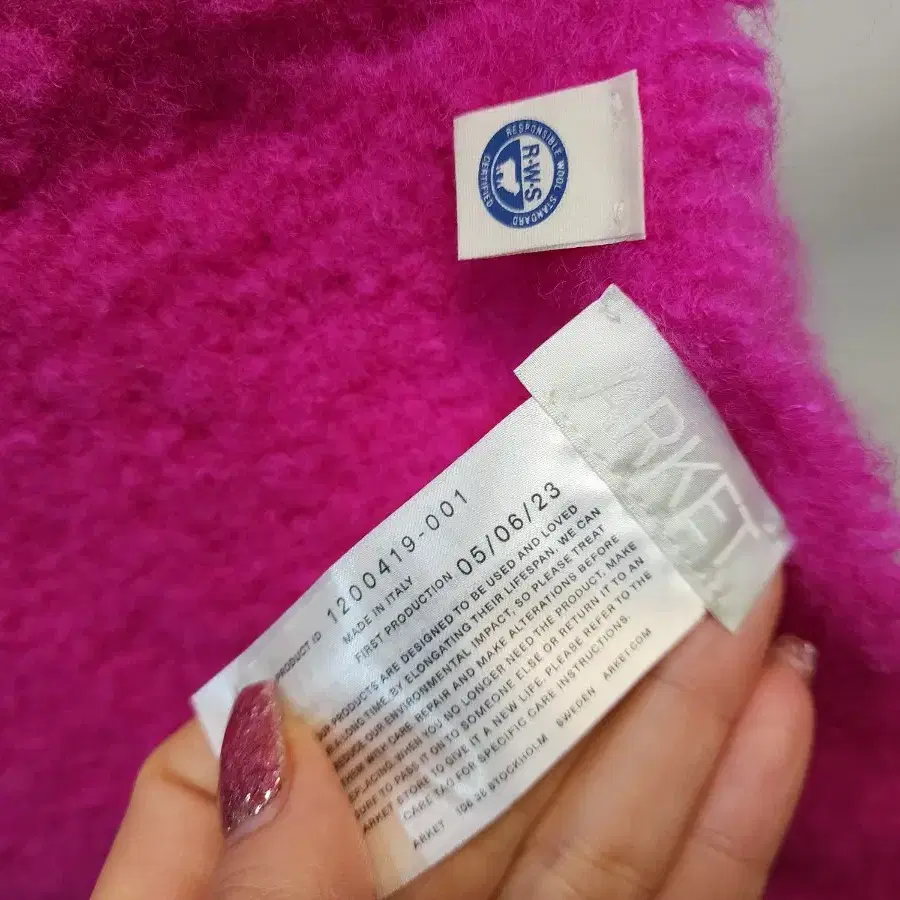 RESPONSIBLE WOOL STANDARD
R·W·S
CERTIFIED
ARKET
PRODUCT ID 1200419-001
MADE IN ITALY
FIRST PRODUCTION 05/06/23
PRODUCTS ARE DESIGNED TO BE USED AND LOVED
LONG TIME. BY ELONGATING THEIR LIFESPAN, WE CAN
OUR ENVIRONMENTAL IMPACT, SO PLEASE TREAT
WITH CARE. REPAIR AND MAKE ALTERATIONS BEFORE
WHEN YOU NO LONGER NEED THE PRODUCT, MAKE
TO PASS IT ON TO SOMEONE ELSE OR RETURN IT TO AN
ARKET STORE TO GIVE IT A NEW LIFE. PLEASE REFER TO THE
CARE TAG FOR SPECIFIC CARE INSTRUCTIONS.
ARKET 106 38 STOCKHOLM SWEDEN ARKET.COM